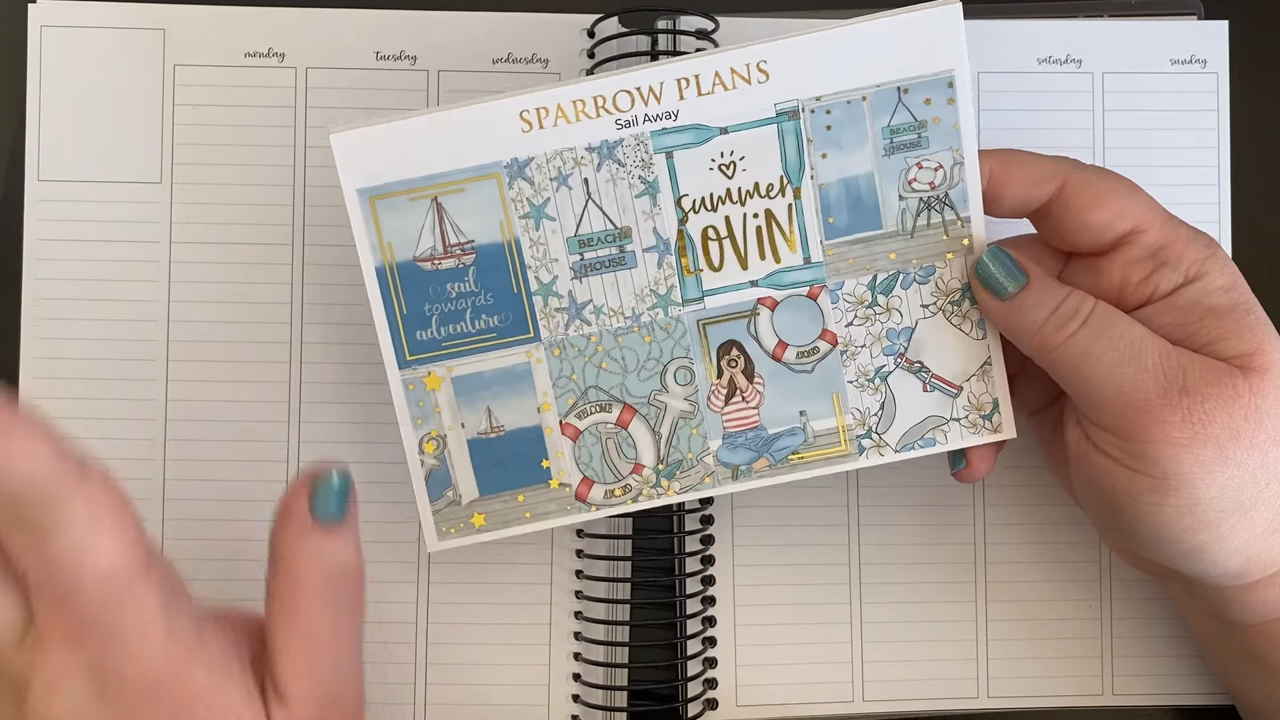 monday
tuesday
wednesday
saturday
sunday
SPARROW PLANS
Sail Away
sail
towards
adventure
BEACH
HOUSE
summer
LOVIN
BEACH
HOUSE
WELCOME
ABOARD
ABOARD